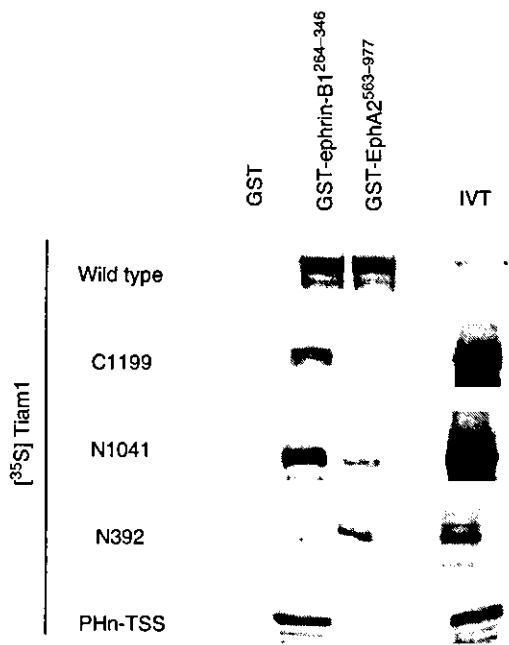 GST
GST-ephrin-B1264–346
GST-EphA2563–977
IVT
[35S] Tiam1
Wild type
C1199
N1041
N392
PHn-TSS